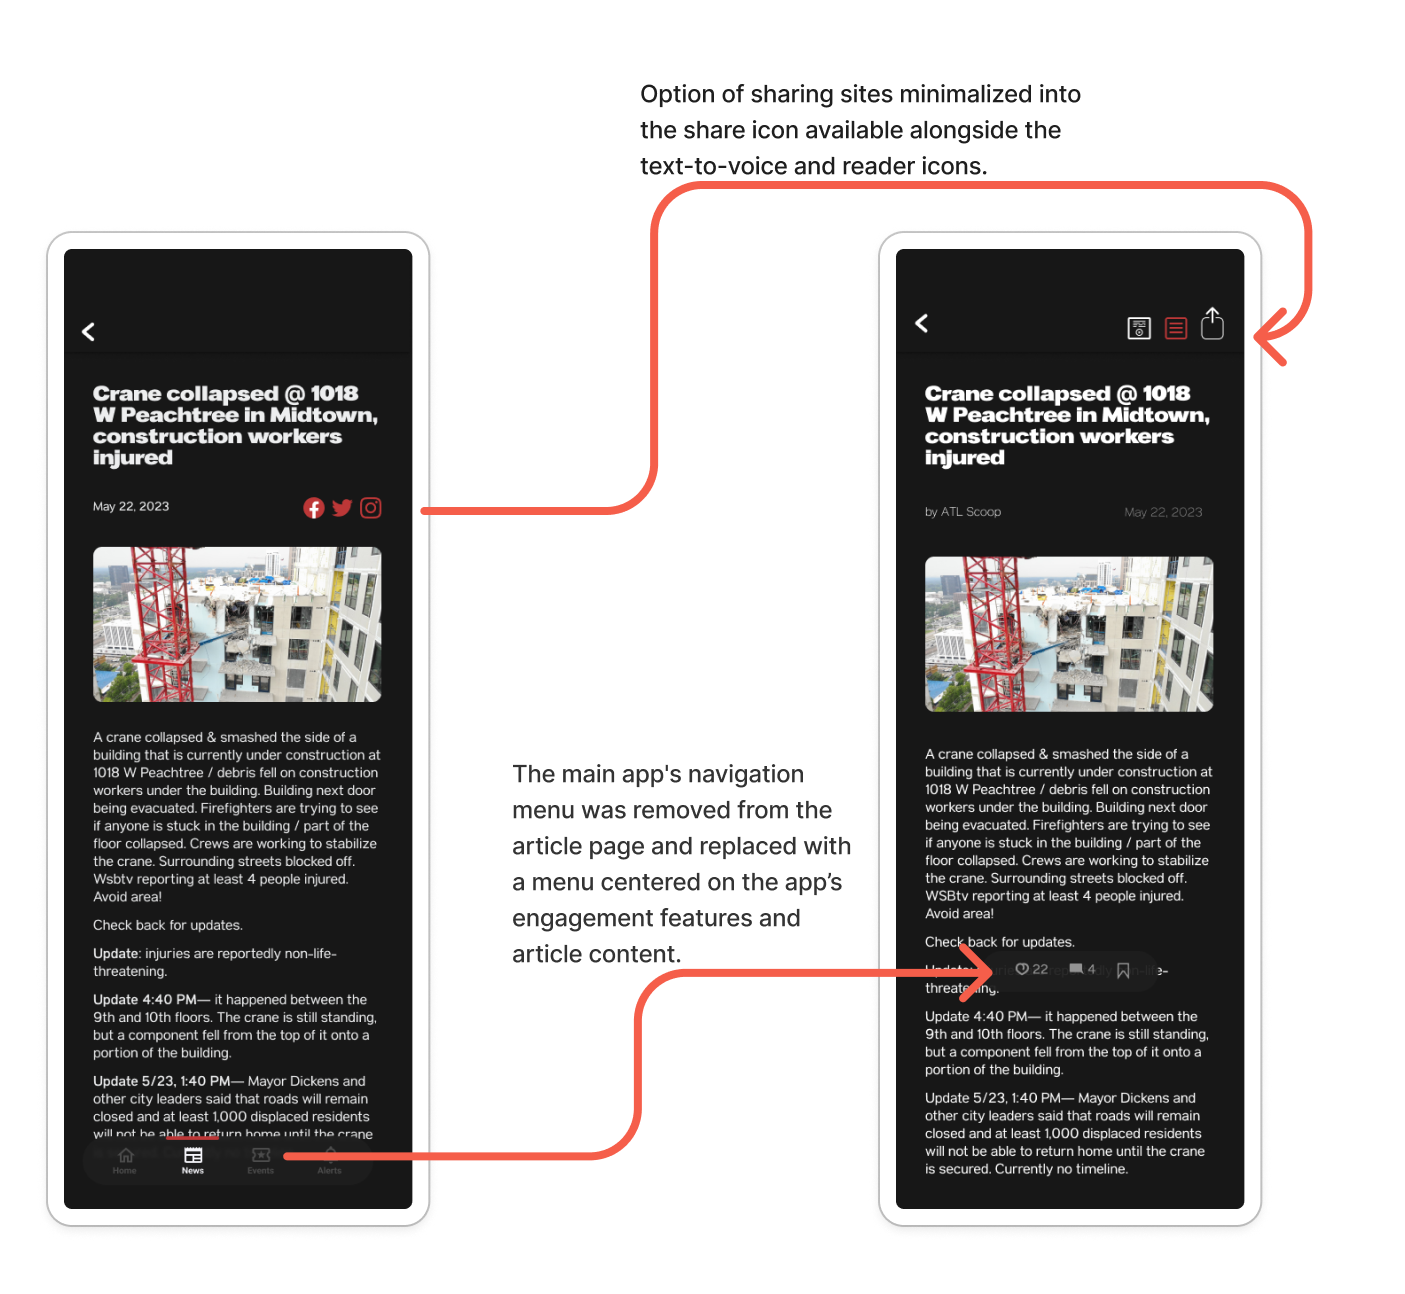 Option of sharing sites minimalized into
the share icon available alongside the
text-to-voice and reader icons.
Crane collapsed @ 1018
W Peachtree in Midtown,
construction workers
injured
May 22, 2023
A crane collapsed & smashed the side of a
building that is currently under construction at
1018 W Peachtree / debris fell on construction
workers under the building. Building next door
being evacuated. Firefighters are trying to see
if anyone is stuck in the building / part of the
floor collapsed. Crews are working to stabilize
the crane. Surrounding streets blocked off.
Wsbtv reporting at least 4 people injured.
Avoid area!
Check back for updates.
Update: injuries are reportedly non-life-
threatening.
Update 4:40 PM— it happened between the
9th and 10th floors. The crane is still standing,
but a component fell from the top of it onto a
portion of the building.
Update 5/23, 1:40 PM— Mayor Dickens and
other city leaders said that roads will remain
closed and at least 1,000 displaced residents
will not be able to return home until the crane
Home
News
Events
Alerts
The main app's navigation
menu was removed from the
article page and replaced with
a menu centered on the app’s
engagement features and
article content.
Crane collapsed @ 1018
W Peachtree in Midtown,
construction workers
injured
by ATL Scoop
May 22, 2023
A crane collapsed & smashed the side of a
building that is currently under construction at
1018 W Peachtree / debris fell on construction
workers under the building. Building next door
being evacuated. Firefighters are trying to see
if anyone is stuck in the building / part of the
floor collapsed. Crews are working to stabilize
the crane. Surrounding streets blocked off.
WSBtv reporting at least 4 people injured.
Avoid area!
Check back for updates.
22
4
threatening.
Update 4:40 PM— it happened between the
9th and 10th floors. The crane is still standing,
but a component fell from the top of it onto a
portion of the building.
Update 5/23, 1:40 PM— Mayor Dickens and
other city leaders said that roads will remain
closed and at least 1,000 displaced residents
will not be able to return home until the crane
is secured. Currently no timeline.